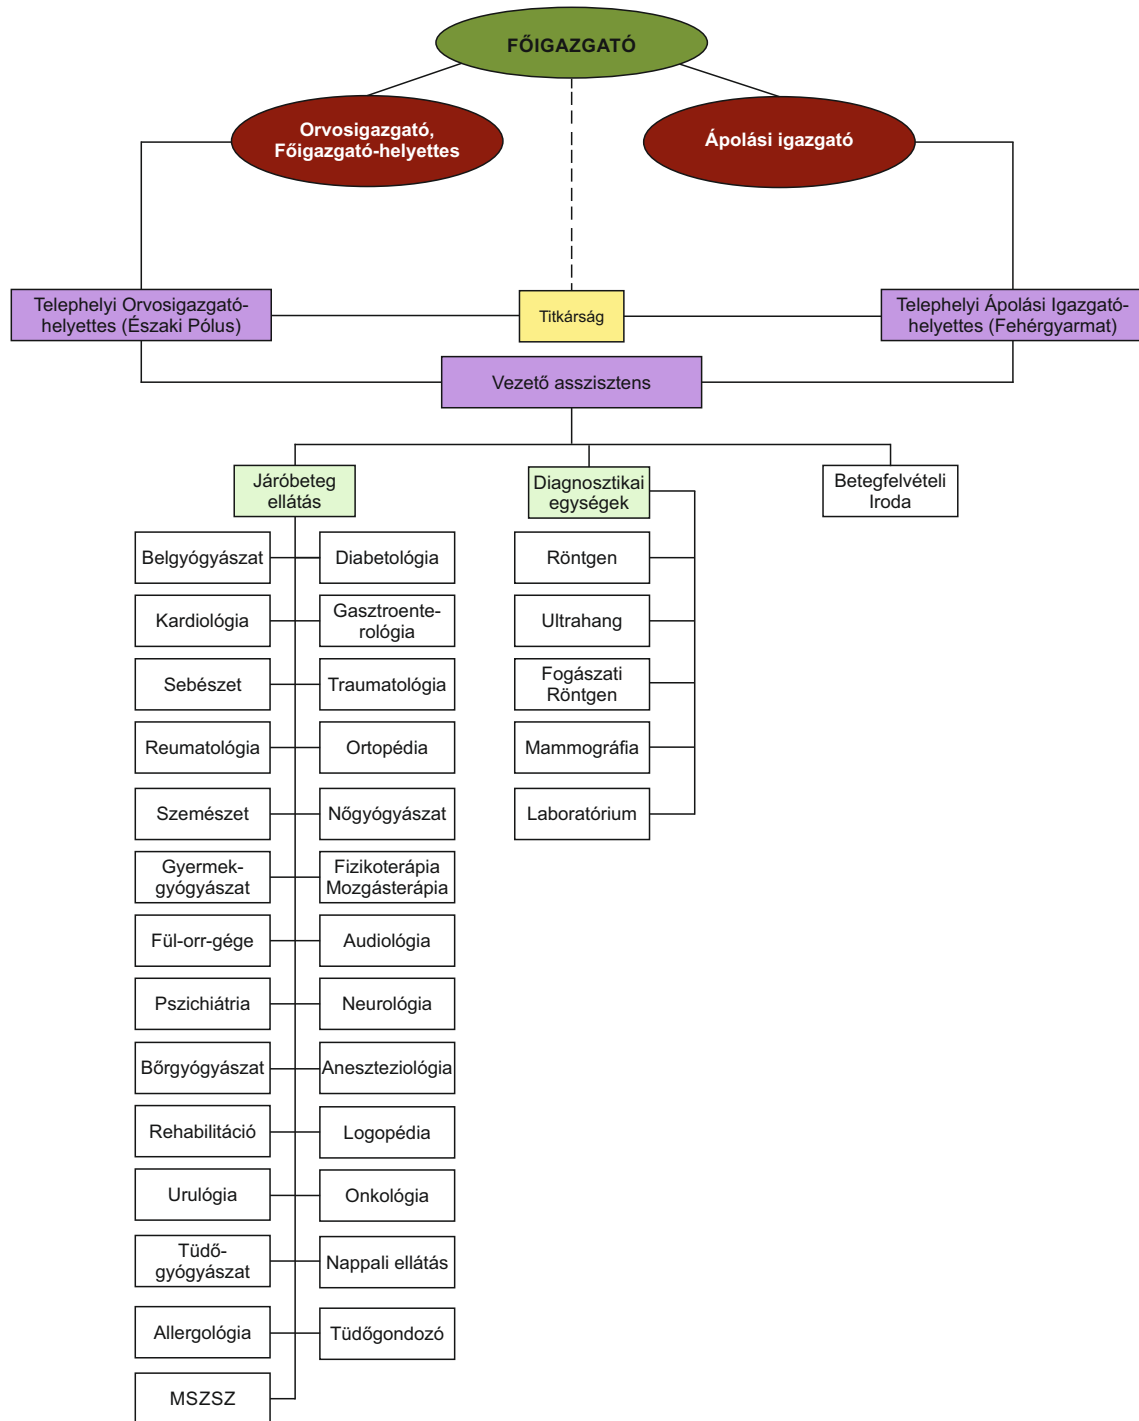 FŐIGAZGATÓ
Orvosigazgató,
Főigazgató-helyettes
Ápolási igazgató
Telephelyi Orvosigazgató-
helyettes (Északi Pólus)
Titkárság
Telephelyi Ápolási Igazgató-
helyettes (Fehérgyarmat)
Vezető asszisztens
Járóbeteg
ellátás
Diagnosztikai
egységek
Betegfelvételi
Iroda
Belgyógyászat
Diabetológia
Röntgen
Kardiológia
Gasztroente-
rológia
Ultrahang
Sebészet
Traumatológia
Fogászati
Röntgen
Reumatológia
Ortopédia
Mammográfia
Szemészet
Nőgyógyászat
Laboratórium
Gyermek-
gyógyászat
Fizikoterápia
Mozgásterápia
Fül-orr-gége
Audiológia
Pszichiátria
Neurológia
Bőrgyógyászat
Aneszteziológia
Rehabilitáció
Logopédia
Urulógia
Onkológia
Tüdő-
gyógyászat
Nappali ellátás
Allergológia
Tüdőgondozó
MSZSZ